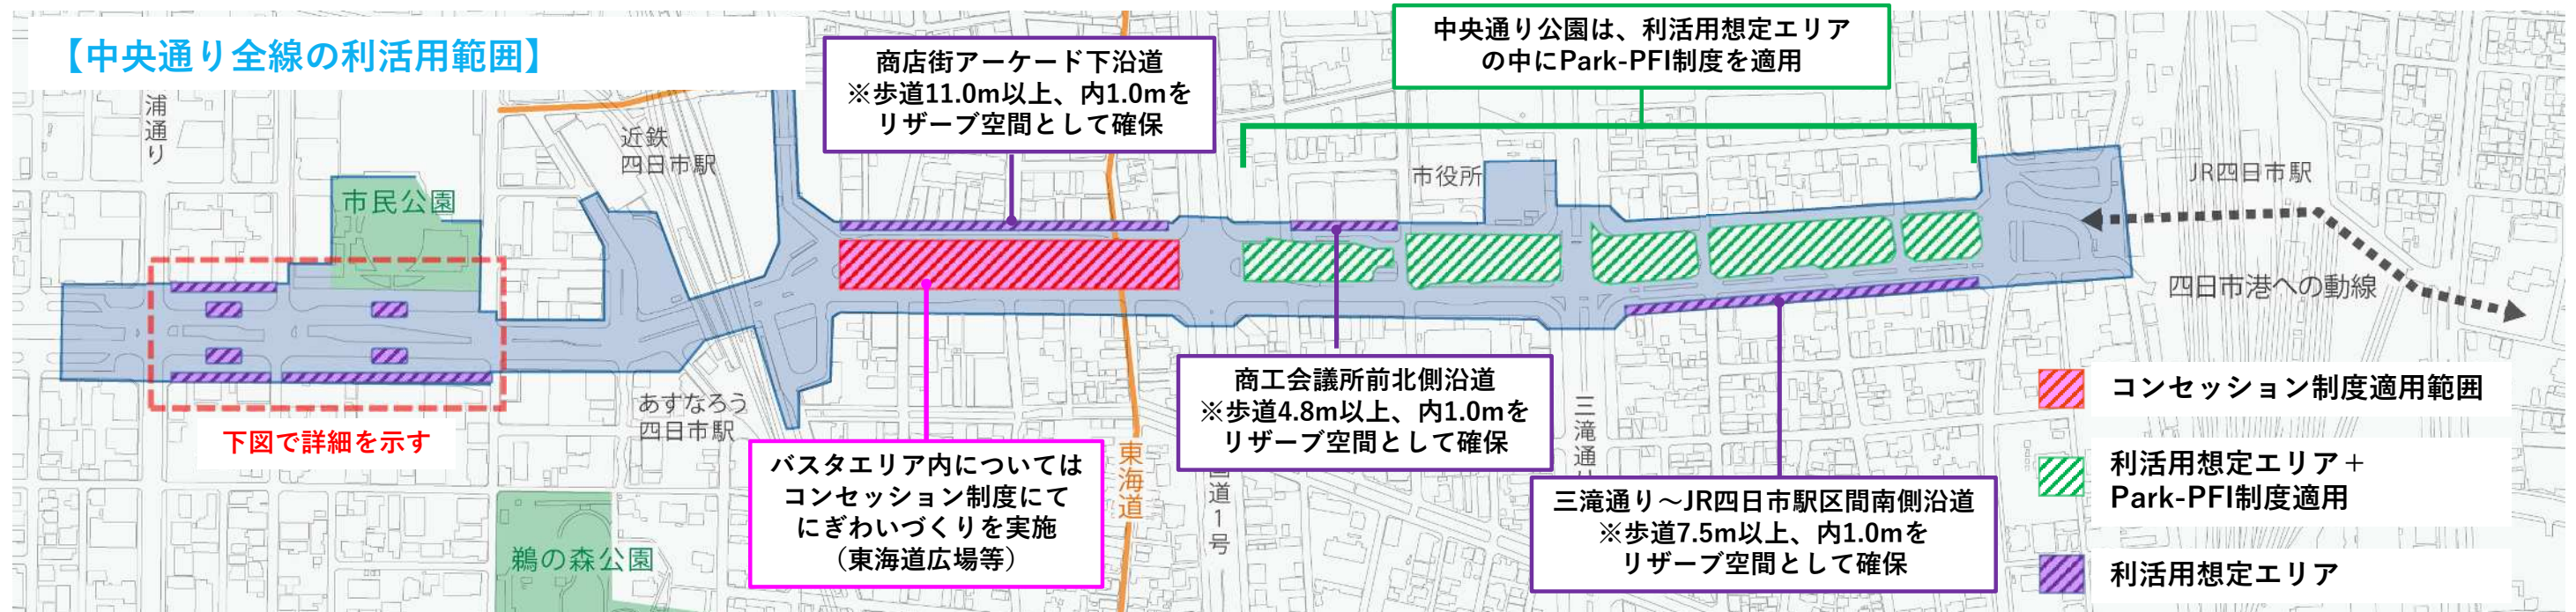 【中央通り全線の利活用範囲】
浦通り
市民公園
近鉄
四日市駅
商店街アーケード下沿道
※歩道11.0m以上、内1.0mを
リザーブ空間として確保
中央通り公園は、利活用想定エリア
の中にPark-PFI制度を適用
市役所
JR四日市駅
四日市港への動線
下図で詳細を示す
あすなろう
四日市駅
鵜の森公園
バスタエリア内については
コンセッション制度にて
にぎわいづくりを実施
（東海道広場等）
東海道
道1号
商工会議所前北側沿道
※歩道4.8m以上、内1.0mを
リザーブ空間として確保
三滝通
三滝通り～JR四日市駅区間南側沿道
※歩道7.5m以上、内1.0mを
リザーブ空間として確保
コンセッション制度適用範囲
利活用想定エリア＋
Park-PFI制度適用
利活用想定エリア